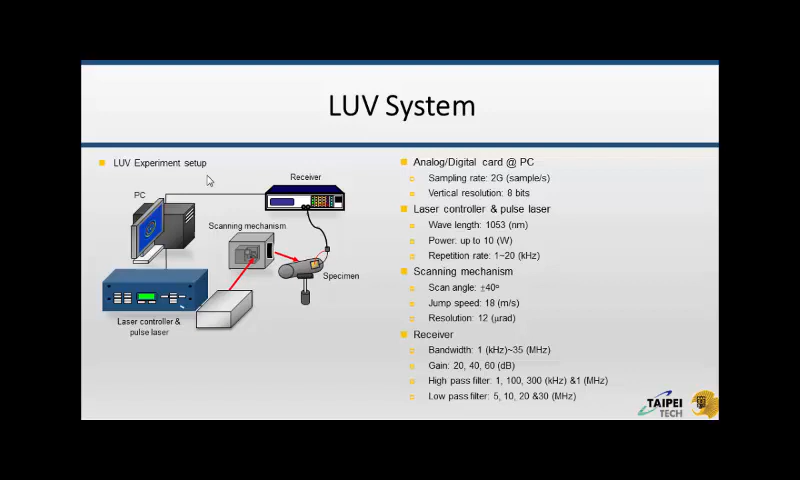 LUV System
LUV Experiment setup
Receiver
PC
Scanning mechanism
Specimen
Laser controller &
pulse laser
Analog/Digital card @ PC
Sampling rate: 2G (sample/s)
Vertical resolution: 8 bits
Laser controller & pulse laser
Wave length: 1053 (nm)
Power: up to 10 (W)
Repetition rate: 1~20 (kHz)
Scanning mechanism
Scan angle: ±40°
Jump speed: 18 (m/s)
Resolution: 12 (μrad)
Receiver
Bandwidth: 1 (kHz)~35 (MHz)
Gain: 20, 40, 60 (dB)
High pass filter: 1, 100, 300 (kHz) &1 (MHz)
Low pass filter: 5, 10, 20 &30 (MHz)
TAIPEI
TECH